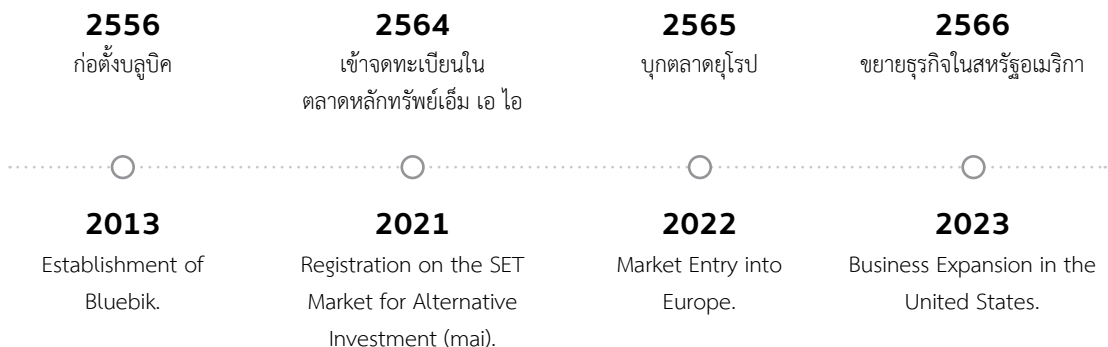 2556
ก่อตั้งบลูบิค
2564
เข้าจดทะเบียนใน
ตลาดหลักทรัพย์เอ็ม เอ ไอ
2565
บุกตลาดยุโรป
2566
ขยายธุรกิจในสหรัฐอเมริกา
2013
Establishment of
Bluebik.
2021
Registration on the SET
Market for Alternative
Investment (mai).
2022
Market Entry into
Europe.
2023
Business Expansion in the
United States.